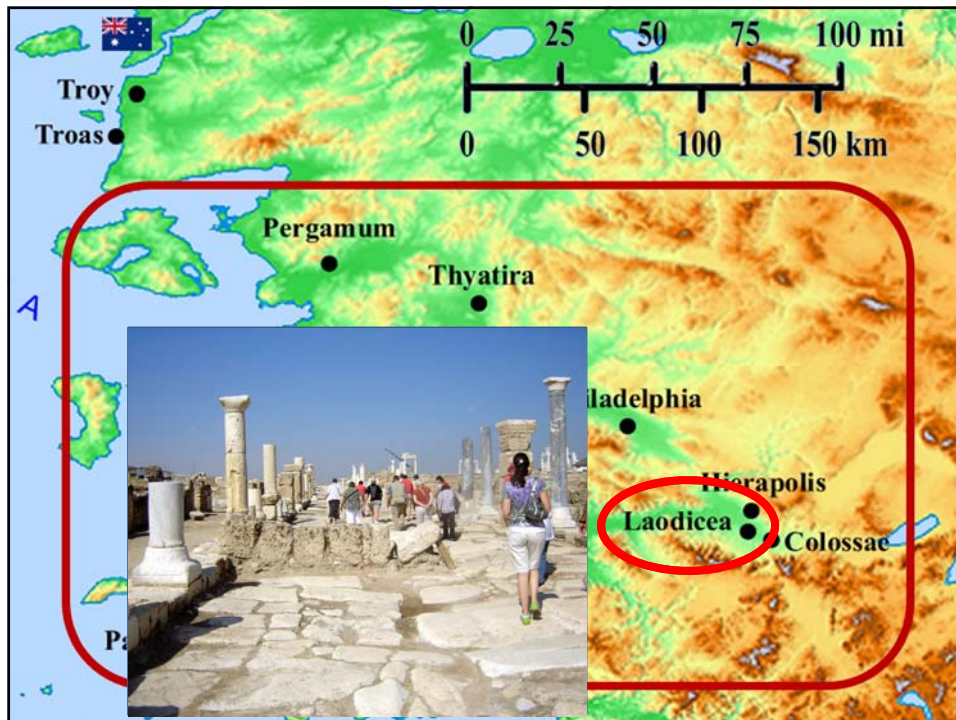 0 25 50 75 100 mi
0 50 100 150 km
Troy
Troas
Pergamum
Thyatira
A
iladelphia
Hierapolis
Laodicea
Colossae
Pa